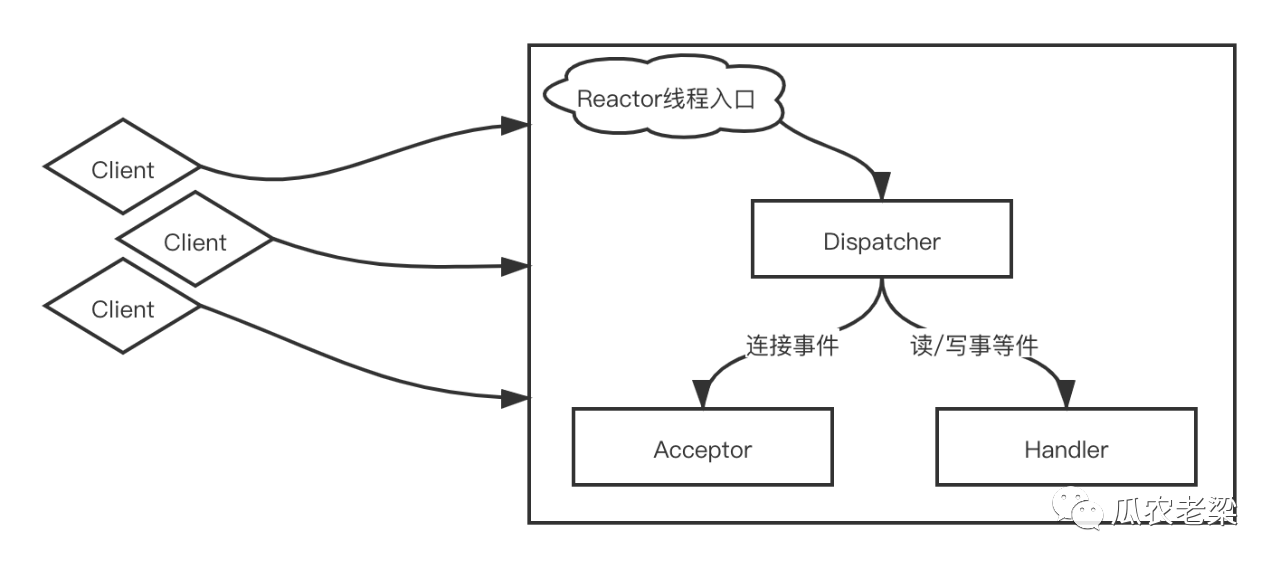 Reactor线程入口
Client
Client
Client
Dispatcher
连接事件
读/写事等件
Acceptor
Handler
瓜农老梁